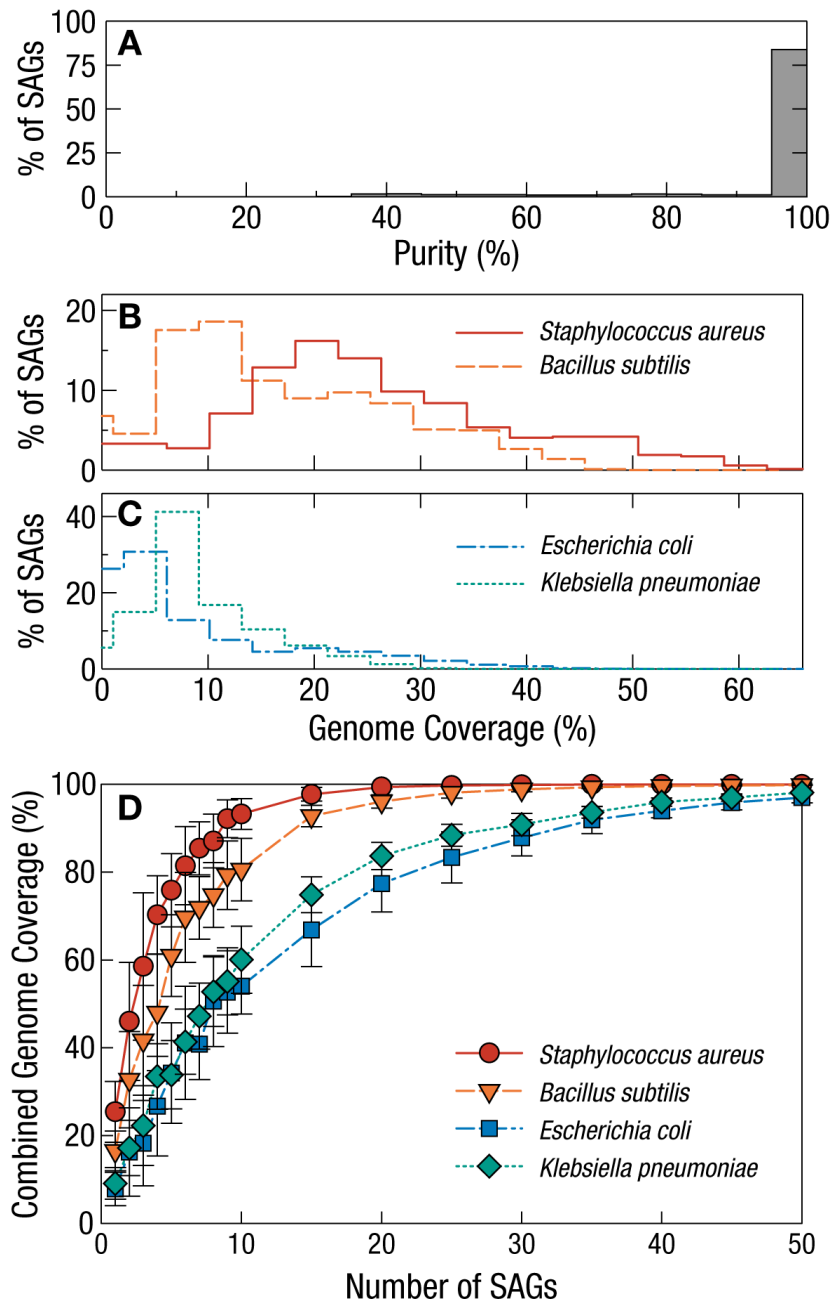 A
% of SAGs
100
75
50
25
0
0 20 40 60 80 100
Purity (%)
B
% of SAGs
20
10
0
Staphylococcus aureus
Bacillus subtilis
C
% of SAGs
40
20
0
Escherichia coli
Klebsiella pneumoniae
0 10 20 30 40 50 60
Genome Coverage (%)
D
Combined Genome Coverage (%)
100
80
60
40
20
0
Staphylococcus aureus
Bacillus subtilis
Escherichia coli
Klebsiella pneumoniae
0 10 20 30 40 50
Number of SAGs